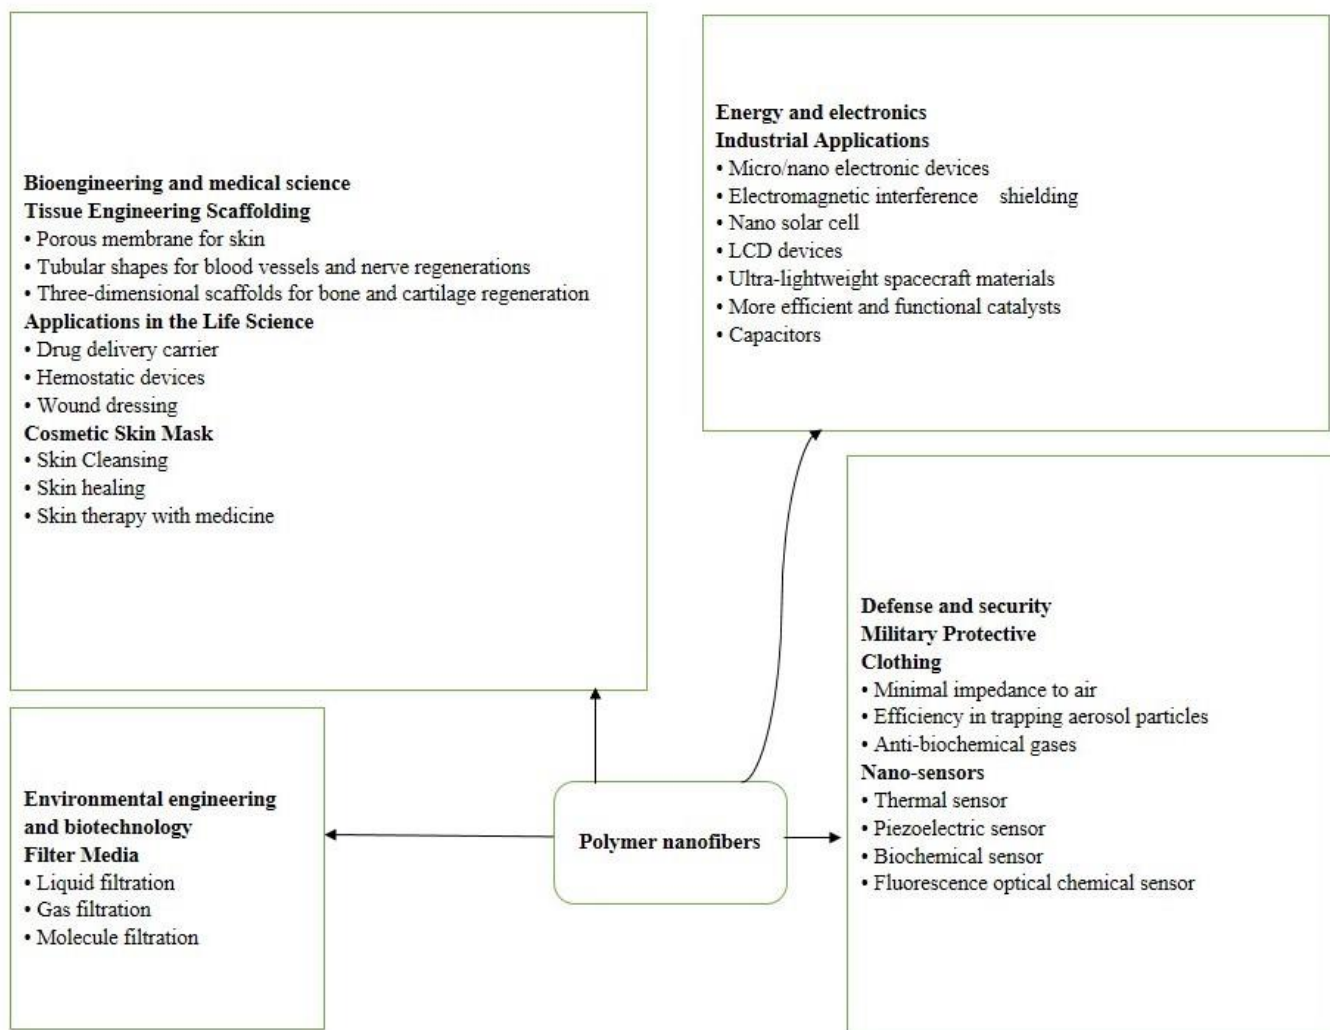 Bioengineering and medical science
Tissue Engineering Scaffolding
• Porous membrane for skin
• Tubular shapes for blood vessels and nerve regenerations
• Three-dimensional scaffolds for bone and cartilage regeneration
Applications in the Life Science
• Drug delivery carrier
• Hemostatic devices
• Wound dressing
Cosmetic Skin Mask
• Skin Cleansing
• Skin healing
• Skin therapy with medicine
Energy and electronics
Industrial Applications
• Micro/nano electronic devices
• Electromagnetic interference shielding
• Nano solar cell
• LCD devices
• Ultra-lightweight spacecraft materials
• More efficient and functional catalysts
• Capacitors
Environmental engineering
and biotechnology
Filter Media
• Liquid filtration
• Gas filtration
• Molecule filtration
Polymer nanofibers
Defense and security
Military Protective
Clothing
• Minimal impedance to air
• Efficiency in trapping aerosol particles
• Anti-biochemical gases
Nano-sensors
• Thermal sensor
• Piezoelectric sensor
• Biochemical sensor
• Fluorescence optical chemical sensor